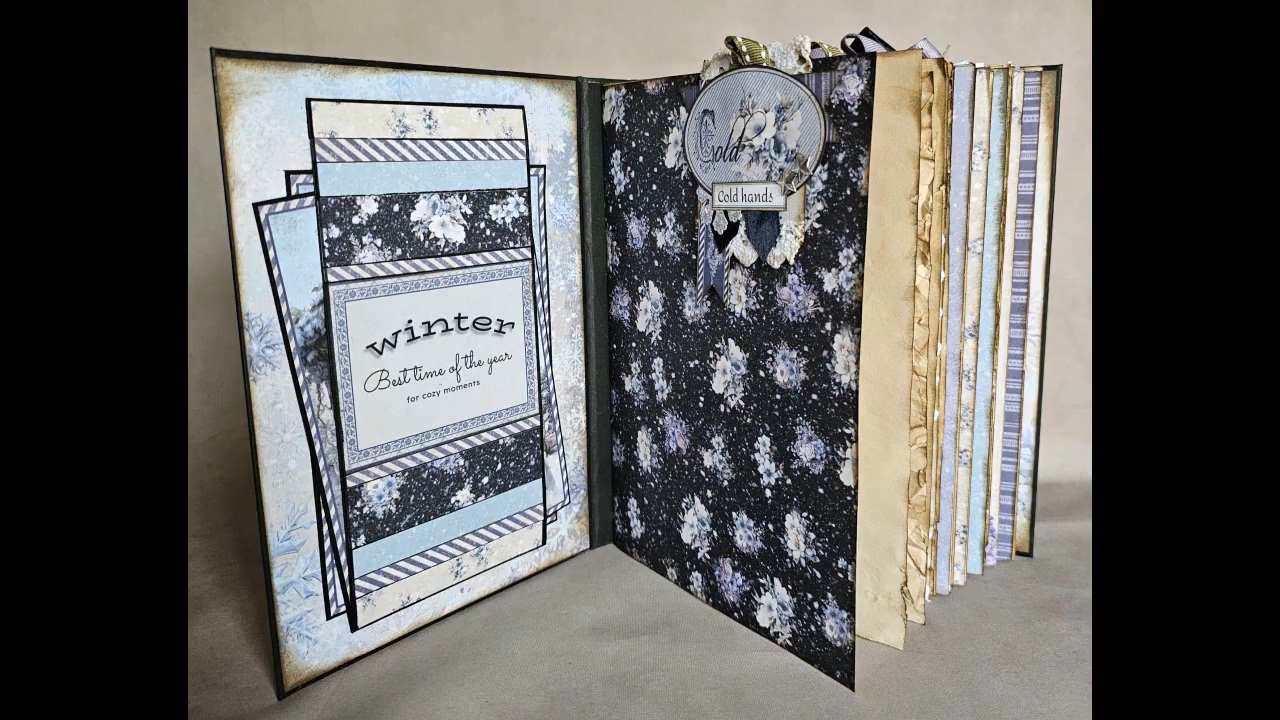 winter
Best time of the year
for cozy moments
Cold
Cold hands